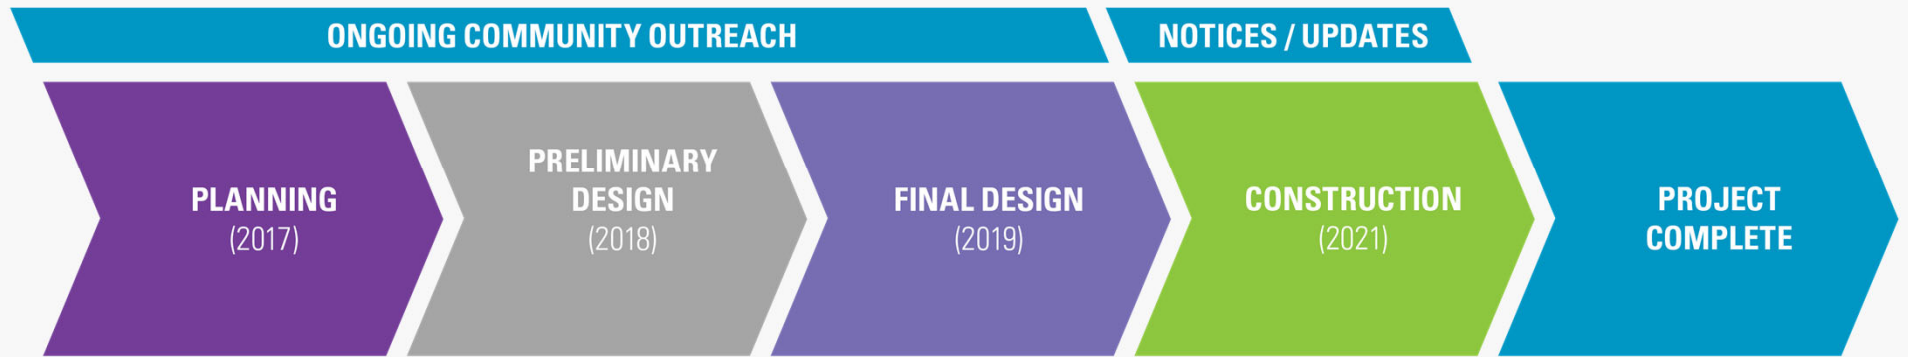 ONGOING COMMUNITY OUTREACH
NOTICES / UPDATES
PLANNING
(2017)
PRELIMINARY
DESIGN
(2018)
FINAL DESIGN
(2019)
CONSTRUCTION
(2021)
PROJECT
COMPLETE